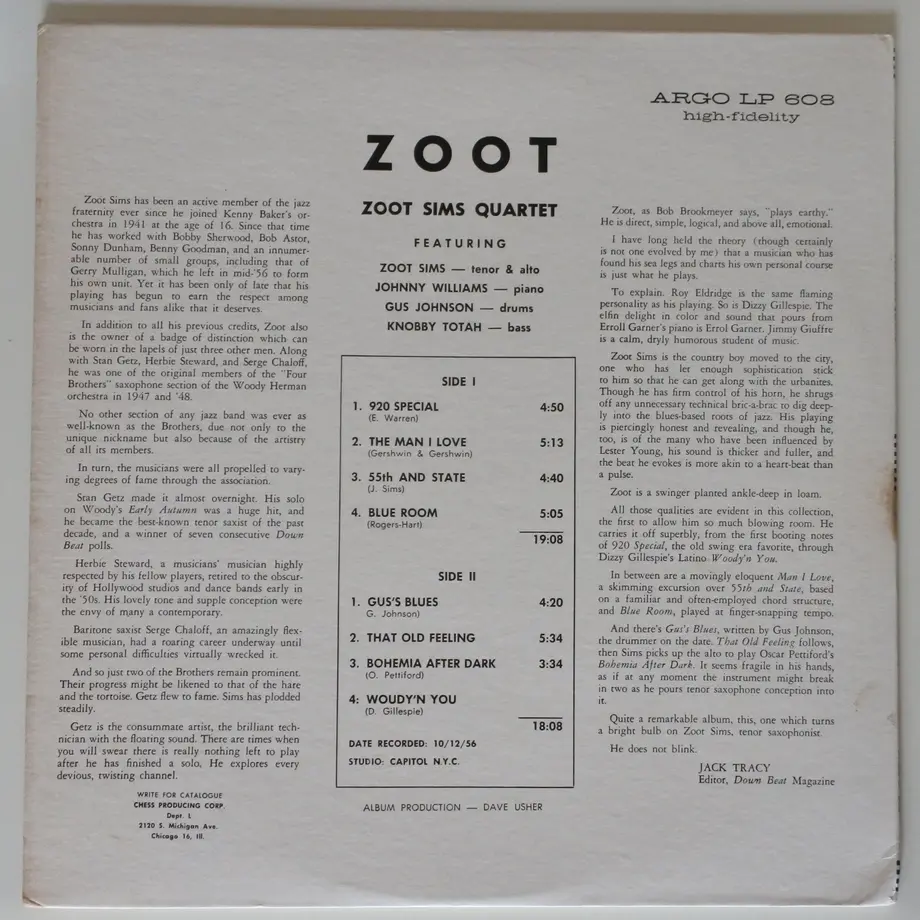 ARGO LP 608
high-fidelity
ZOOT
ZOOT SIMS QUARTET
FEATURING
ZOOT SIMS — tenor & alto
JOHNNY WILLIAMS — piano
GUS JOHNSON — drums
KNOBBY TOTAH — bass
Zoot Sims has been an active member of the jazz
fraternity ever since he joined Kenny Baker's or-
chestra in 1941 at the age of 16. Since that time
he has worked with Bobby Sherwood, Bob Astor,
Sonny Dunham, Benny Goodman, and an innumer-
able number of small groups, including that of
Gerry Mulligan, which he left in mid-'56 to form
his own unit. Yet it has been only of late that his
playing has begun to earn the respect among
musicians and fans alike that it deserves.
In addition to all his previous credits, Zoot also
is the owner of a badge of distinction which can
be worn in the lapels of just three other men. Along
with Stan Getz, Herbie Steward, and Serge Chaloff,
he was one of the original members of the "Four
Brothers" saxophone section of the Woody Herman
orchestra in 1947 and '48.
No other section of any jazz band was ever as
well-known as the Brothers, due not only to the
unique nickname but also because of the artistry
of all its members.
In turn, the musicians were all propelled to vary-
ing degrees of fame through the association.
Stan Getz made it almost overnight. His solo
on Woody's Early Autumn was a huge hit, and
he became the best-known tenor saxist of the past
decade, and a winner of seven consecutive Down
Beat polls.
Herbie Steward, a musicians' musician highly
respected by his fellow players, retired to the obscur-
ity of Hollywood studios and dance bands early in
the '50s. His lovely tone and supple conception were
the envy of many a contemporary.
Baritone saxist Serge Chaloff, an amazingly flex-
ible musician, had a roaring career underway until
some personal difficulties virtually wrecked it.
And so just two of the Brothers remain prominent.
Their progress might be likened to that of the hare
and the tortoise. Getz flew to fame. Sims has plodded
steadily.
Getz is the consummate artist, the brilliant tech-
nician with the floating sound. There are times when
you will swear there is really nothing left to play
after he has finished a solo, He explores every
devious, twisting channel.
WRITE FOR CATALOGUE
CHESS PRODUCING CORP.
Dept. L
2120 S. Michigan Ave.
Chicago 16, Ill.
SIDE I
1. 920 SPECIAL 4:50
(E. Warren)
2. THE MAN I LOVE 5:13
(Gershwin & Gershwin)
3. 55th AND STATE 4:40
(J. Sims)
4. BLUE ROOM 5:05
(Rogers-Hart)
19:08
SIDE II
1. GUS'S BLUES 4:20
G. Johnson)
2. THAT OLD FEELING 5:34
3. BOHEMIA AFTER DARK 3:34
(O. Pettiford)
4: WOUDY'N YOU
(D. Gillespie)
18:08
DATE RECORDED: 10/12/56
STUDIO: CAPITOL N.Y.C.
ALBUM PRODUCTION — DAVE USHER
Zoot, as Bob Brookmeyer says, "plays earthy."
He is direct, simple, logical, and above all, emotional.
I have long held the theory (though certainly
is not one evolved by me) that a musician who has
found his sea legs and charts his own personal course
is just what he plays.
To explain. Roy Eldridge is the same flaming
personality as his playing. So is Dizzy Gillespie. The
elfin delight in color and sound that pours from
Erroll Garner's piano is Errol Garner. Jimmy Giuffre
is a calm, dryly humorous student of music.
Zoot Sims is the country boy moved to the city,
one who has let enough sophistication stick
to him so that he can get along with the urbanites.
Though he has firm control of his horn, he shrugs
off any unnecessary technical bric-a-brac to dig deep-
ly into the blues-based roots of jazz. His playing
is piercingly honest and revealing, and though he,
too, is of the many who have been influenced by
Lester Young, his sound is thicker and fuller, and
the beat he evokes is more akin to a heart-beat than
a pulse.
Zoot is a swinger planted ankle-deep in loam.
All those qualities are evident in this collection,
the first to allow him so much blowing room. He
carries it off superbly, from the first booting notes
of 920 Special, the old swing era favorite, through
Dizzy Gillespie's Latino Woody'n You.
In between are a movingly eloquent Man I Love,
a skimming excursion over 55th and State, based
on a familiar and often-employed chord structure,
and Blue Room, played at finger-snapping tempo.
And there's Gus's Blues, written by Gus Johnson,
the drummer on the date. That Old Feeling follows,
then Sims picks up the alto to play Oscar Pettiford's
Bohemia After Dark. It seems fragile in his hands,
as if at any moment the instrument might break
in two as he pours tenor saxophone conception into
it.
Quite a remarkable album, this, one which turns
a bright bulb on Zoot Sims, tenor saxophonist.
He does not blink.
JACK TRACY
Editor, Down Beat Magazine